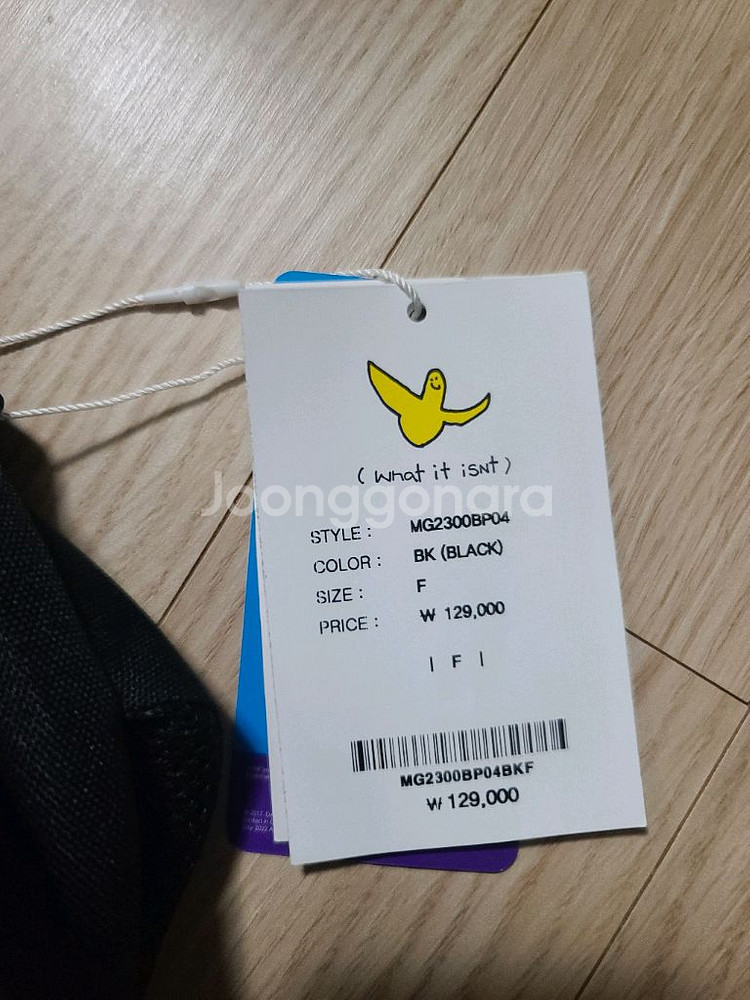 ( what it isnt )
Joonggonara
STYLE : MG2300BP04
COLOR : BK (BLACK)
SIZE : F
PRICE : ₩ 129,000
| F |
MG2300BP04BKF
₩ 129,000